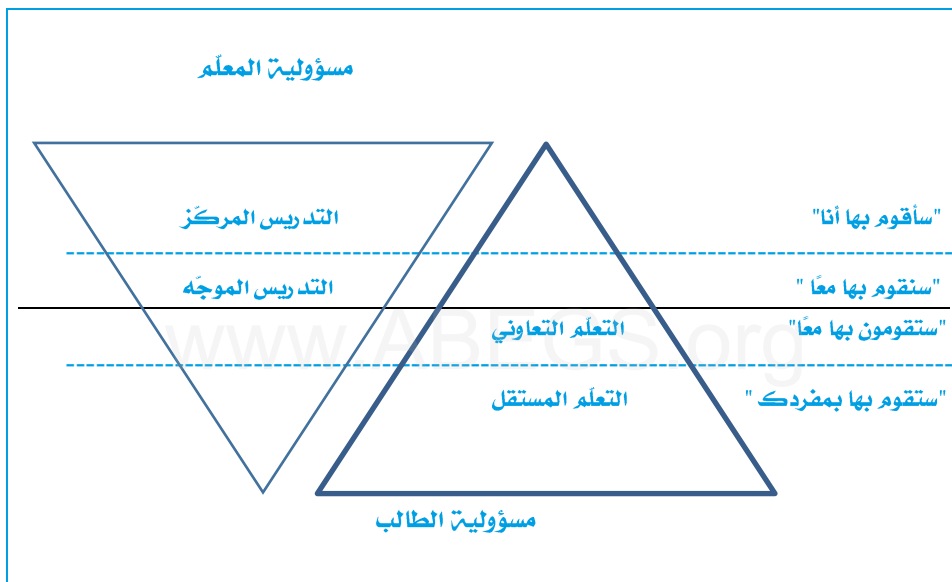 مسؤولية المعلّم
"سأقوم بها أنا" التدريس المركّز
"سنقوم بها معًا " التدريس الموجّه
"ستقومون بها معًا" التعلّم التعاوني
www.ABEGS.org
"ستقوم بها بمفردك " التعلّم المستقل
مسؤولية الطالب